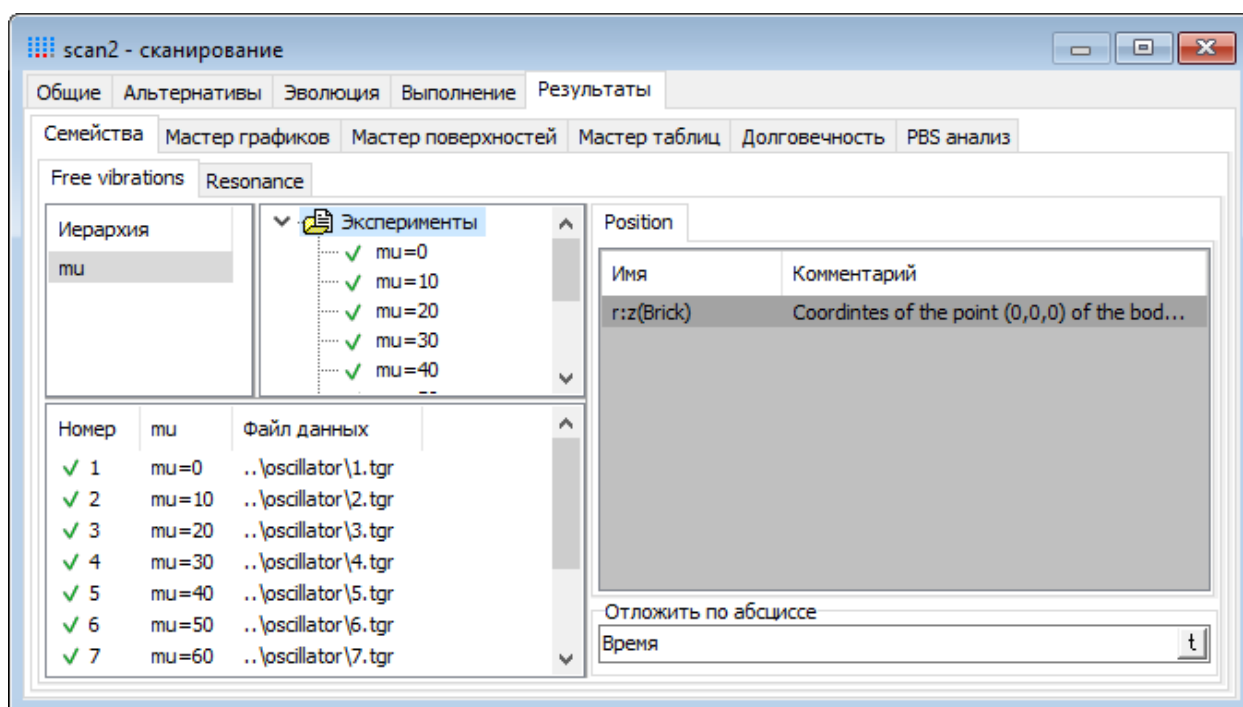 scan2 - сканирование
Общие Альтернативы Эволюция Выполнение Результаты
Семейства Мастер графиков Мастер поверхностей Мастер таблиц Долговечность PBS анализ
Free vibrations Resonance
Иерархия
mu
Эксперименты
mu=0
mu=10
mu=20
mu=30
mu=40
Position
Имя Комментарий
r:z(Brick) Coordintes of the point (0,0,0) of the bod...
Номер mu Файл данных
1 mu=0 ..\oscillator\1.tgr
2 mu=10 ..\oscillator\2.tgr
3 mu=20 ..\oscillator\3.tgr
4 mu=30 ..\oscillator\4.tgr
5 mu=40 ..\oscillator\5.tgr
6 mu=50 ..\oscillator\6.tgr
7 mu=60 ..\oscillator\7.tgr
Отложить по абсциссе
Время t